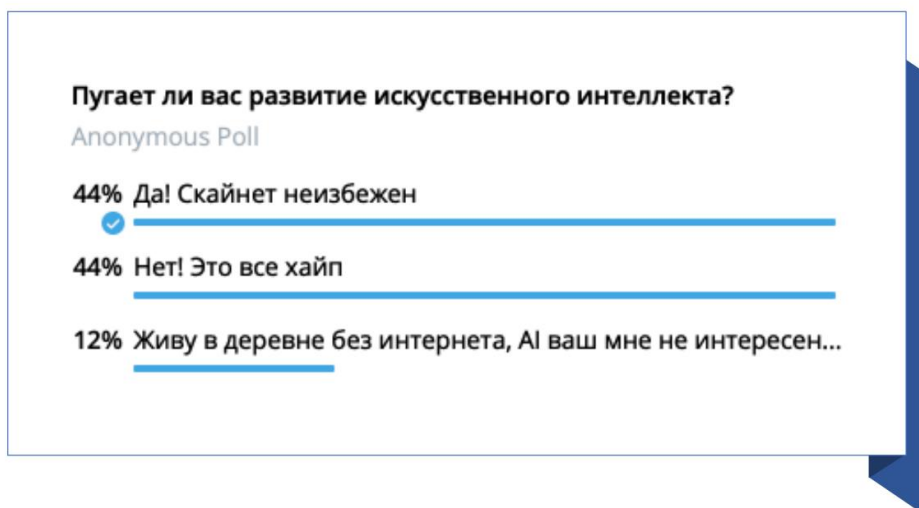 Пугает ли вас развитие искусственного интеллекта?
Anonymous Poll
44% Да! Скайнет неизбежен
44% Нет! Это все хайп
12% Живу в деревне без интернета, AI ваш мне не интересен...